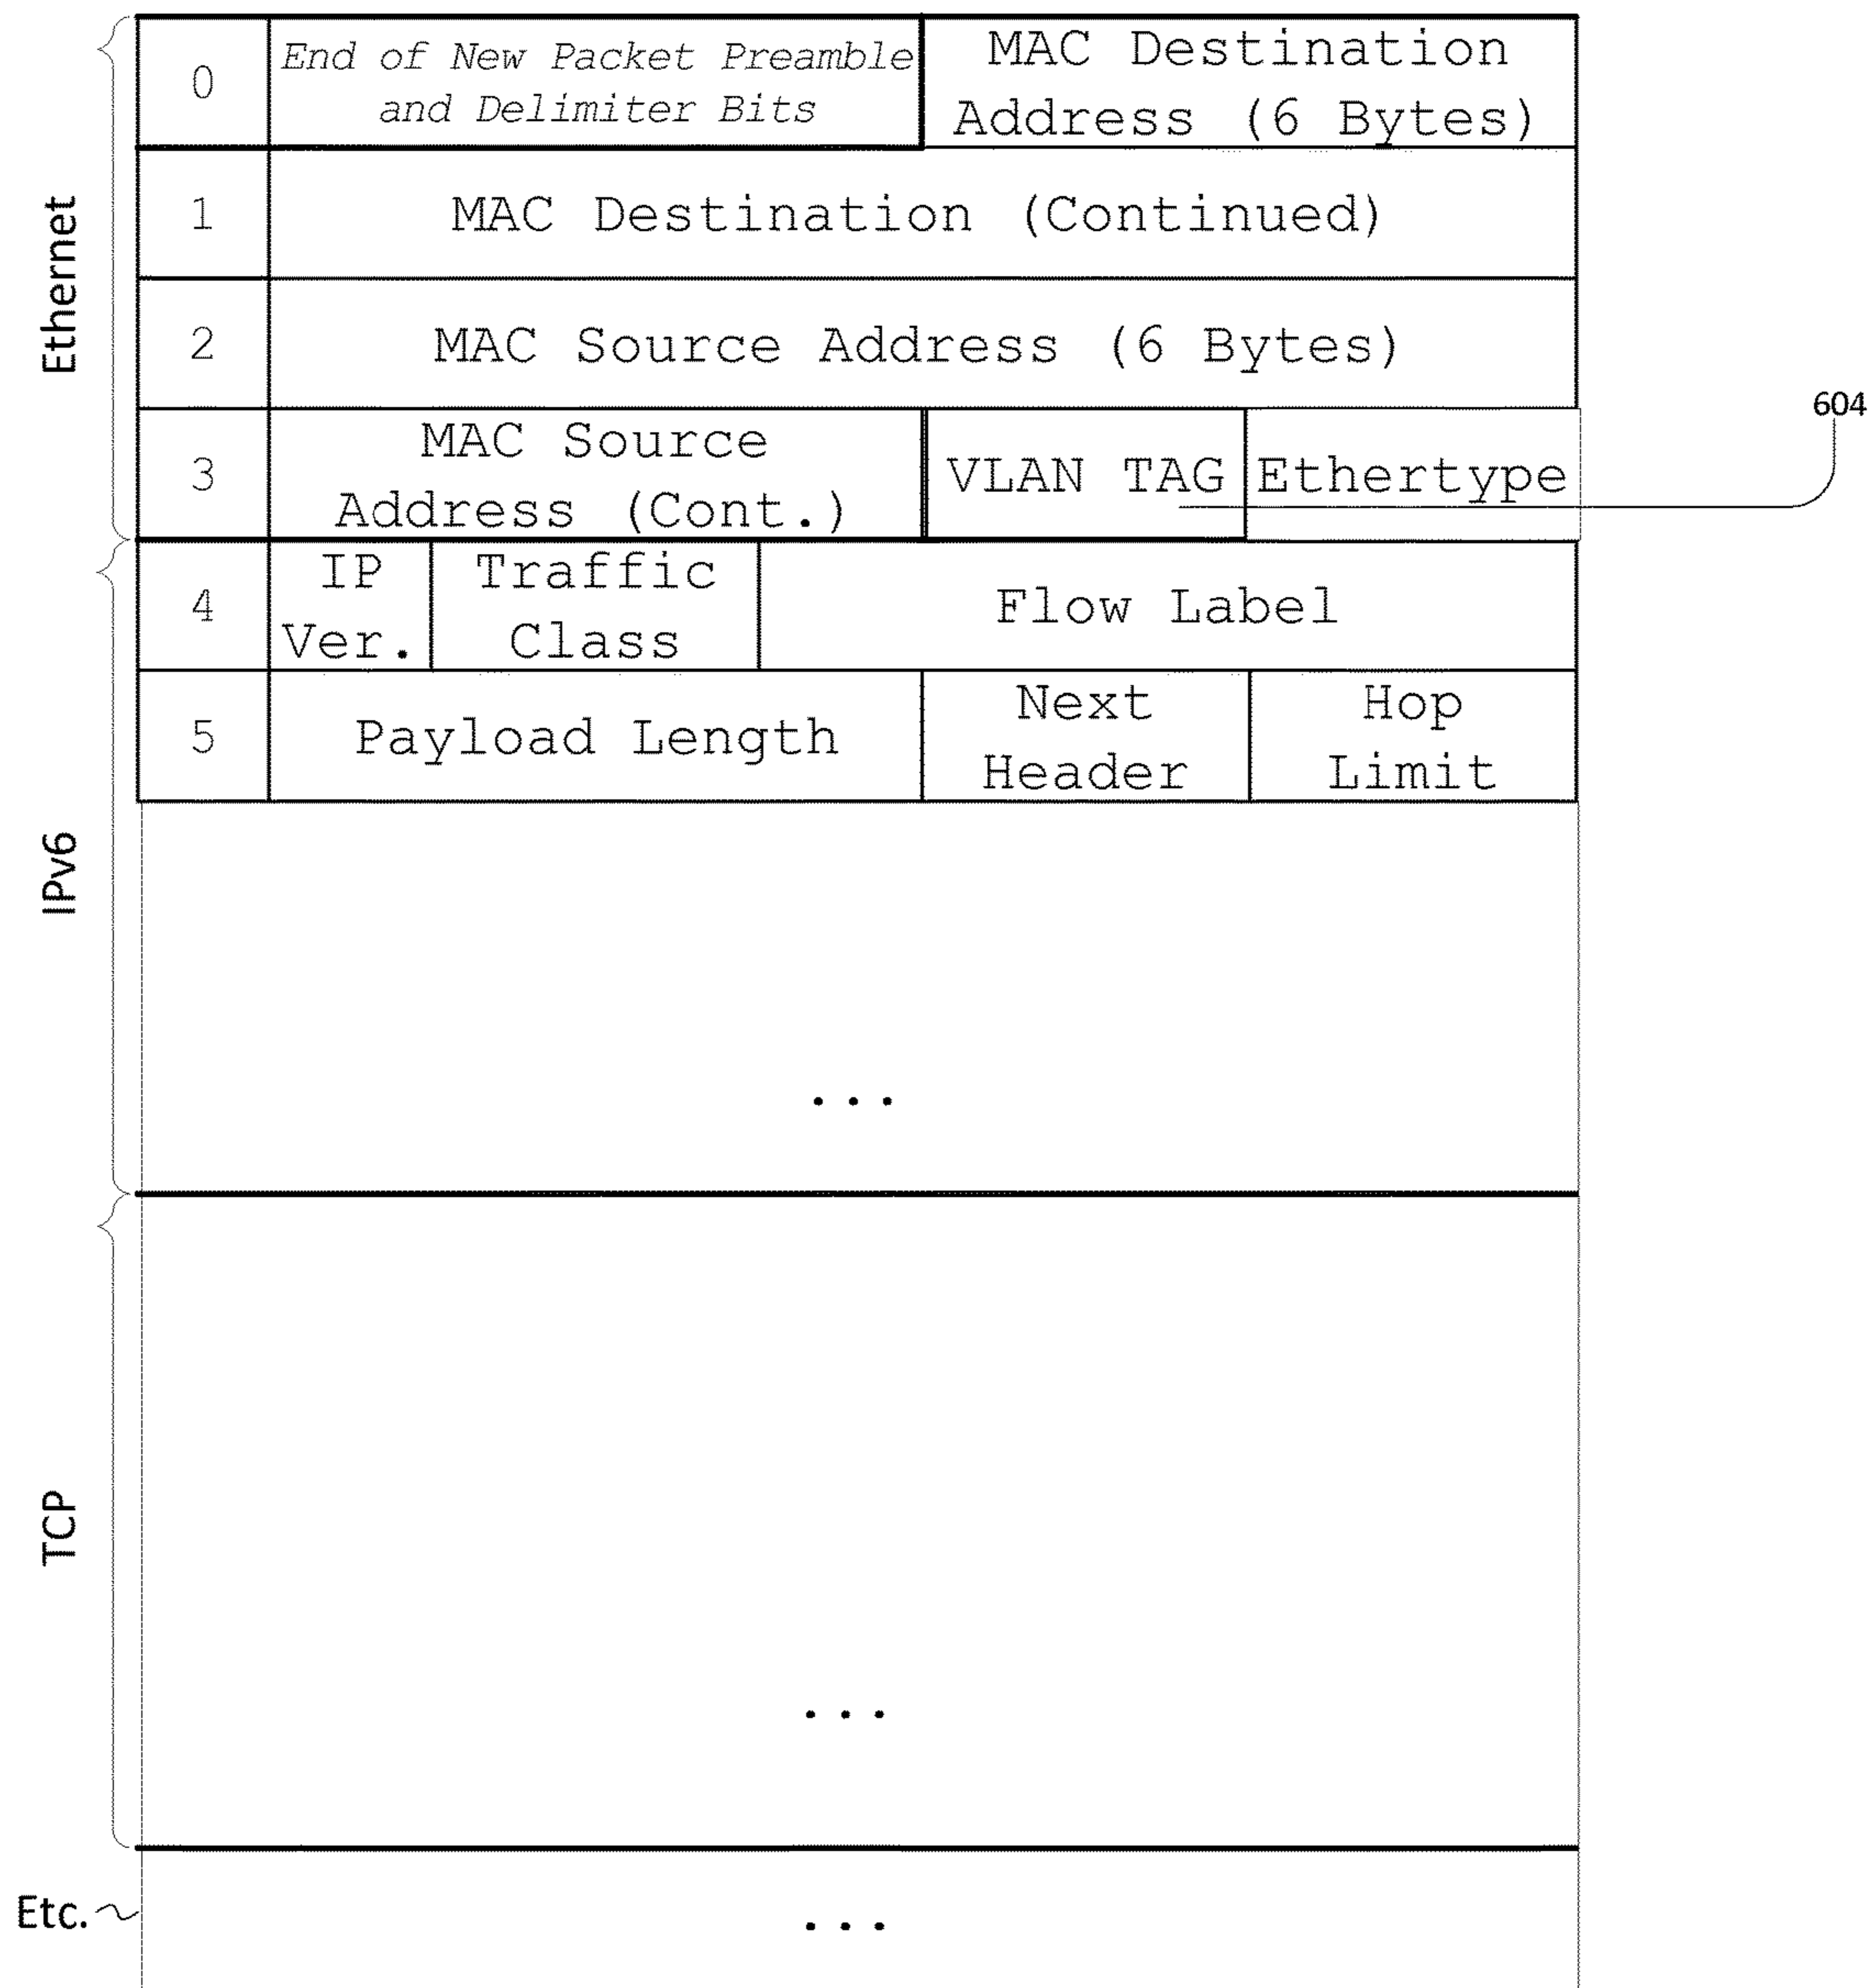 Ethernet
0
End of New Packet Preamble
and Delimiter Bits
MAC Destination
Address (6 Bytes)
1
MAC Destination (Continued)
2
MAC Source Address (6 Bytes)
3
MAC Source
Address (Cont.)
VLAN TAG
Ethertype
604
IPv6
4
IP
Ver.
Traffic
Class
Flow Label
5
Payload Length
Next
Header
Hop
Limit
...
TCP
...
Etc.
...